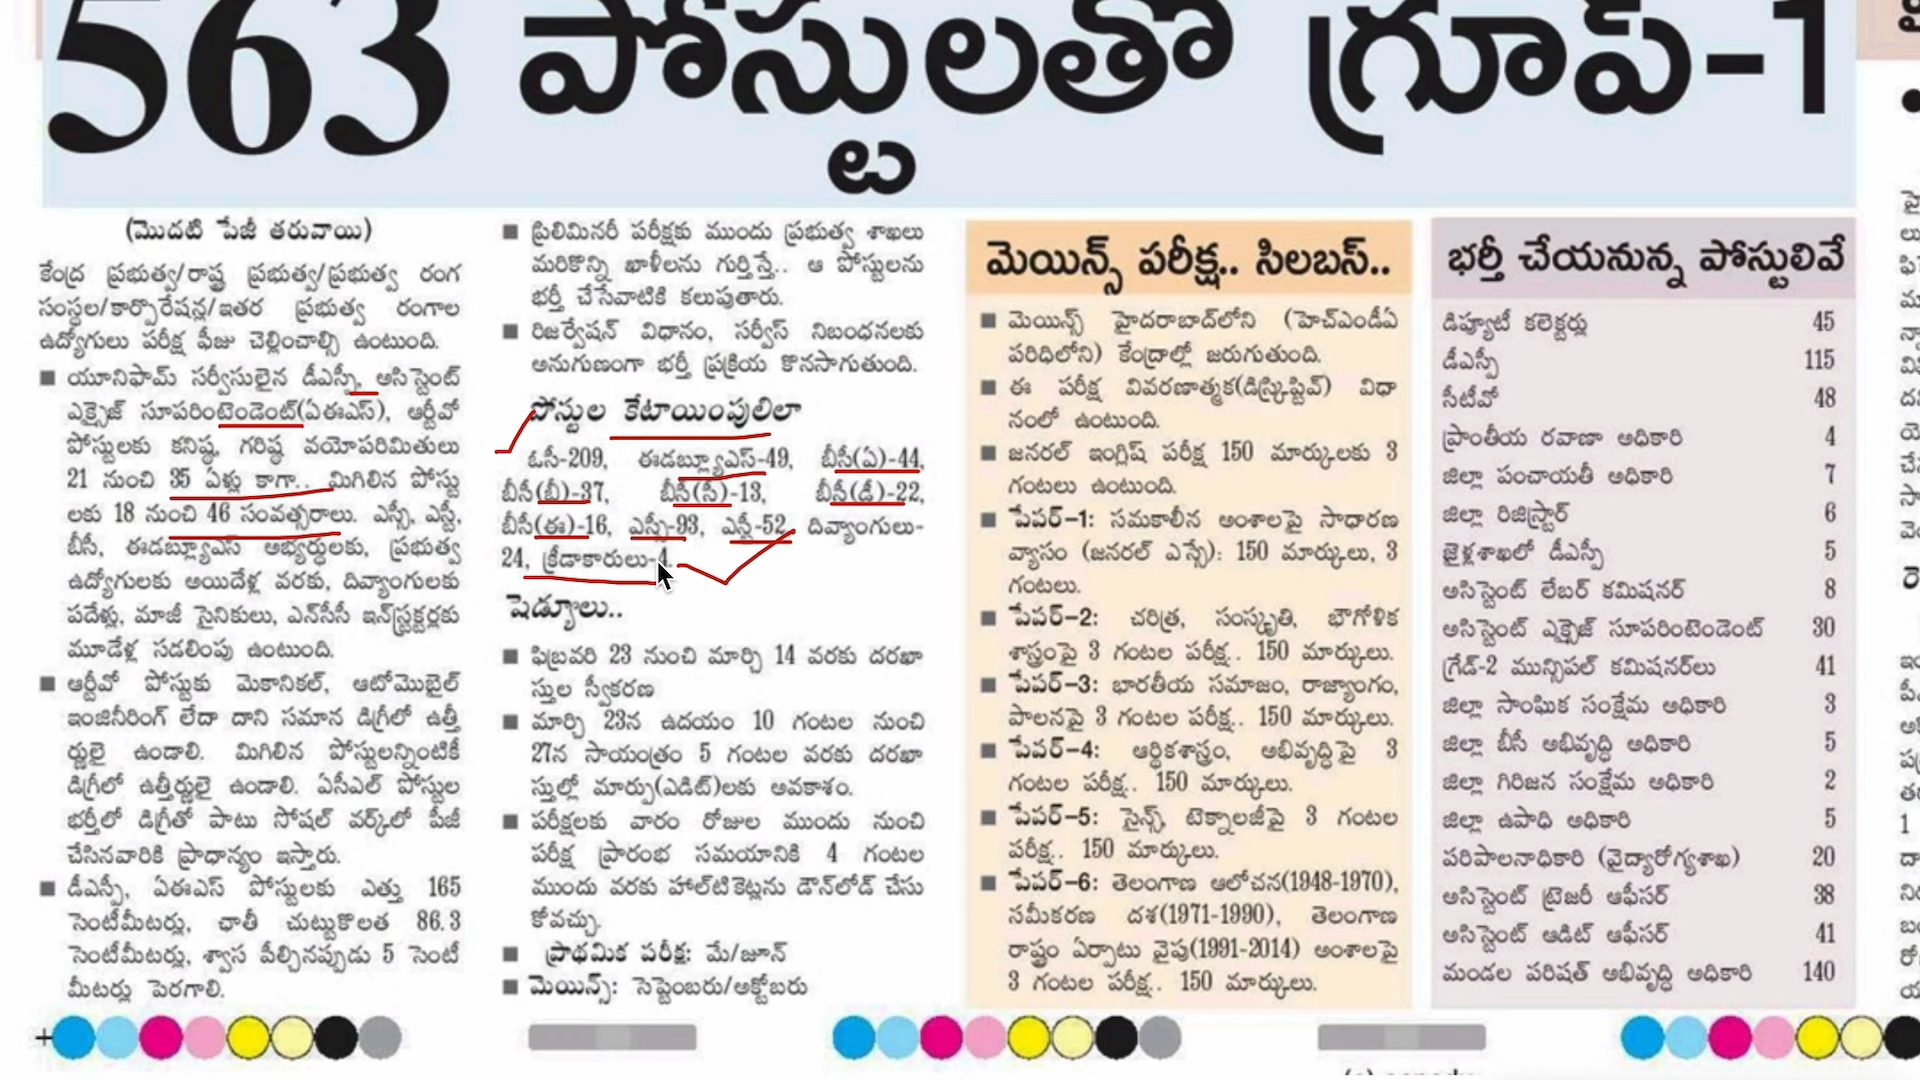 563 పోస్టులతో గ్రూప్-1
(మొదటి పేజీ తరువాయి)
కేంద్ర ప్రభుత్వ/రాష్ట్ర ప్రభుత్వ/ప్రభుత్వ రంగ
సంస్థల/కార్పొరేషన్ల/ఇతర ప్రభుత్వ రంగాల
ఉద్యోగులు పరీక్ష ఫీజు చెల్లించాల్సి ఉంటుంది.
■ యూనిఫామ్ సర్వీసులైన డీఎస్పీ, అసిస్టెంట్
ఎక్సైజ్ సూపరింటెండెంట్(ఏఈఎస్), ఆర్టీవో
పోస్టులకు కనిష్ఠ, గరిష్ఠ వయోపరిమితులు
21 నుంచి 35 ఏళ్లు కాగా.. మిగిలిన పోస్టు
లకు 18 నుంచి 46 సంవత్సరాలు. ఎస్సీ, ఎస్టీ,
బీసీ, ఈడబ్ల్యూఎస్ అభ్యర్థులకు, ప్రభుత్వ
ఉద్యోగులకు అయిదేళ్ల వరకు, దివ్యాంగులకు
పదేళ్లు, మాజీ సైనికులు, ఎన్‌సీసీ ఇన్‌స్ట్రక్టర్లకు
మూడేళ్ల సడలింపు ఉంటుంది.
■ ఆర్టీవో పోస్టుకు మెకానికల్, ఆటోమొబైల్
ఇంజినీరింగ్ లేదా దాని సమాన డిగ్రీలో ఉత్తీ
ర్ణులై ఉండాలి. మిగిలిన పోస్టులన్నింటికీ
డిగ్రీలో ఉత్తీర్ణులై ఉండాలి. ఏసీఎల్ పోస్టుల
భర్తీలో డిగ్రీతో పాటు సోషల్ వర్క్‌లో పీజీ
చేసినవారికి ప్రాధాన్యం ఇస్తారు.
■ డీఎస్పీ, ఏఈఎస్ పోస్టులకు ఎత్తు 165
సెంటీమీటర్లు, ఛాతీ చుట్టుకొలత 86.3
సెంటీమీటర్లు, శ్వాస పీల్చినప్పుడు 5 సెంటీ
మీటర్లు పెరగాలి.
■ ప్రిలిమినరీ పరీక్షకు ముందు ప్రభుత్వ శాఖలు
మరికొన్ని ఖాళీలను గుర్తిస్తే.. ఆ పోస్టులను
భర్తీ చేసేవాటికి కలుపుతారు.
■ రిజర్వేషన్ విధానం, సర్వీస్ నిబంధనలకు
అనుగుణంగా భర్తీ ప్రక్రియ కొనసాగుతుంది.
పోస్టుల కేటాయింపులిలా
ఓసీ-209, ఈడబ్ల్యూఎస్-49, బీసీ(ఏ)-44,
బీసీ(బీ)-37, బీసీ(సీ)-13, బీసీ(డీ)-22,
బీసీ(ఈ)-16, ఎస్సీ-93, ఎస్టీ-52, దివ్యాంగులు-
24, క్రీడాకారులు-4.
షెడ్యూలు..
■ ఫిబ్రవరి 23 నుంచి మార్చి 14 వరకు దరఖా
స్తుల స్వీకరణ
■ మార్చి 23న ఉదయం 10 గంటల నుంచి
27న సాయంత్రం 5 గంటల వరకు దరఖా
స్తుల్లో మార్పు(ఎడిట్)లకు అవకాశం.
■ పరీక్షలకు వారం రోజుల ముందు నుంచి
పరీక్ష ప్రారంభ సమయానికి 4 గంటల
ముందు వరకు హాల్‌టికెట్లను డౌన్‌లోడ్ చేసు
కోవచ్చు.
■ ప్రాథమిక పరీక్ష: మే/జూన్
■ మెయిన్స్: సెప్టెంబరు/అక్టోబరు
మెయిన్స్ పరీక్ష.. సిలబస్..
■ మెయిన్స్ హైదరాబాద్‌లోని (హెచ్‌ఎండీఏ
పరిధిలోని) కేంద్రాల్లో జరుగుతుంది.
■ ఈ పరీక్ష వివరణాత్మక(డిస్క్రిప్టివ్) విధా
నంలో ఉంటుంది.
■ జనరల్ ఇంగ్లిష్ పరీక్ష 150 మార్కులకు 3
గంటలు ఉంటుంది.
■ పేపర్-1: సమకాలీన అంశాలపై సాధారణ
వ్యాసం (జనరల్ ఎస్సే): 150 మార్కులు, 3
గంటలు.
■ పేపర్-2: చరిత్ర, సంస్కృతి, భౌగోళిక
శాస్త్రంపై 3 గంటల పరీక్ష.. 150 మార్కులు.
■ పేపర్-3: భారతీయ సమాజం, రాజ్యాంగం,
పాలనపై 3 గంటల పరీక్ష.. 150 మార్కులు.
■ పేపర్-4: ఆర్థికశాస్త్రం, అభివృద్ధిపై 3
గంటల పరీక్ష.. 150 మార్కులు.
■ పేపర్-5: సైన్స్, టెక్నాలజీపై 3 గంటల
పరీక్ష.. 150 మార్కులు.
■ పేపర్-6: తెలంగాణ ఆలోచన(1948-1970),
సమీకరణ దశ(1971-1990), తెలంగాణ
రాష్ట్రం ఏర్పాటు వైపు(1991-2014) అంశాలపై
3 గంటల పరీక్ష.. 150 మార్కులు.
భర్తీ చేయనున్న పోస్టులివే
డిప్యూటీ కలెక్టర్లు 45
డీఎస్పీ 115
సీటీవో 48
ప్రాంతీయ రవాణా అధికారి 4
జిల్లా పంచాయతీ అధికారి 7
జిల్లా రిజిస్ట్రార్ 6
జైళ్లశాఖలో డీఎస్పీ 5
అసిస్టెంట్ లేబర్ కమిషనర్ 8
అసిస్టెంట్ ఎక్సైజ్ సూపరింటెండెంట్ 30
గ్రేడ్-2 మున్సిపల్ కమిషనర్‌లు 41
జిల్లా సాంఘిక సంక్షేమ అధికారి 3
జిల్లా బీసీ అభివృద్ధి అధికారి 5
జిల్లా గిరిజన సంక్షేమ అధికారి 2
జిల్లా ఉపాధి అధికారి 5
పరిపాలనాధికారి (వైద్యారోగ్యశాఖ) 20
అసిస్టెంట్ ట్రెజరీ ఆఫీసర్ 38
అసిస్టెంట్ ఆడిట్ ఆఫీసర్ 41
మండల పరిషత్ అభివృద్ధి అధికారి 140